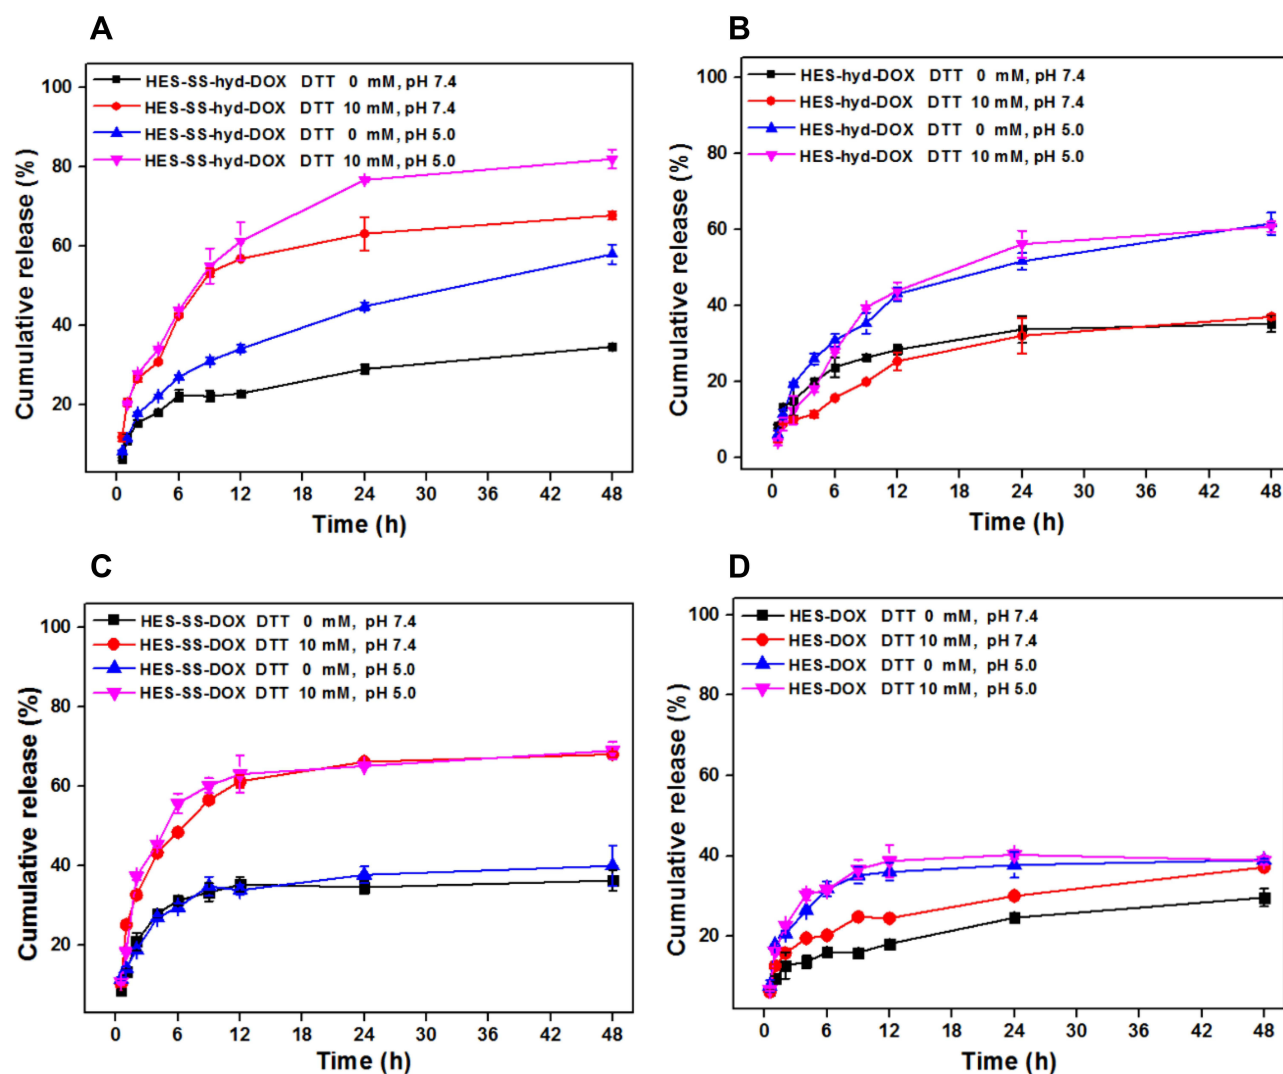 A
HES-SS-hyd-DOX DTT 0 mM, pH 7.4
HES-SS-hyd-DOX DTT 10 mM, pH 7.4
HES-SS-hyd-DOX DTT 0 mM, pH 5.0
HES-SS-hyd-DOX DTT 10 mM, pH 5.0
Cumulative release (%)
100
80
60
40
20
0 6 12 18 24 30 36 42 48
Time (h)
B
HES-hyd-DOX DTT 0 mM, pH 7.4
HES-hyd-DOX DTT 10 mM, pH 7.4
HES-hyd-DOX DTT 0 mM, pH 5.0
HES-hyd-DOX DTT 10 mM, pH 5.0
Cumulative release (%)
100
80
60
40
20
0
0 6 12 18 24 30 36 42 48
Time (h)
C
HES-SS-DOX DTT 0 mM, pH 7.4
HES-SS-DOX DTT 10 mM, pH 7.4
HES-SS-DOX DTT 0 mM, pH 5.0
HES-SS-DOX DTT 10 mM, pH 5.0
Cumulative release (%)
100
80
60
40
20
0 6 12 18 24 30 36 42 48
Time (h)
D
HES-DOX DTT 0 mM, pH 7.4
HES-DOX DTT 10 mM, pH 7.4
HES-DOX DTT 0 mM, pH 5.0
HES-DOX DTT 10 mM, pH 5.0
Cumulative release (%)
100
80
60
40
20
0 6 12 18 24 30 36 42 48
Time (h)